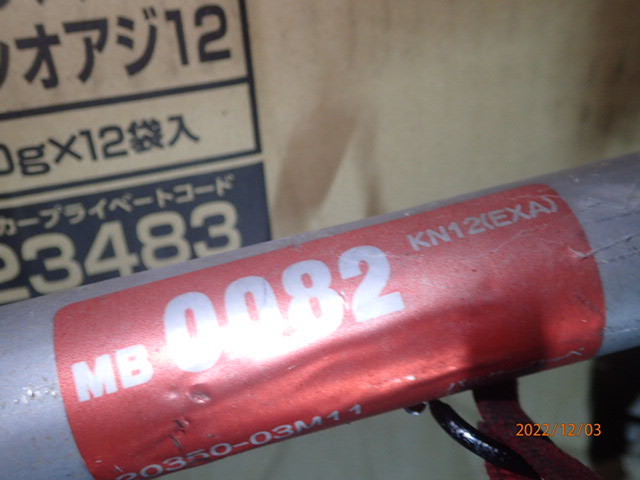 ツオアジ12
0g×12袋入
カープライベートコード
23483
KN12(EXA)
MB 0082
20350-03M11
2022/12/03